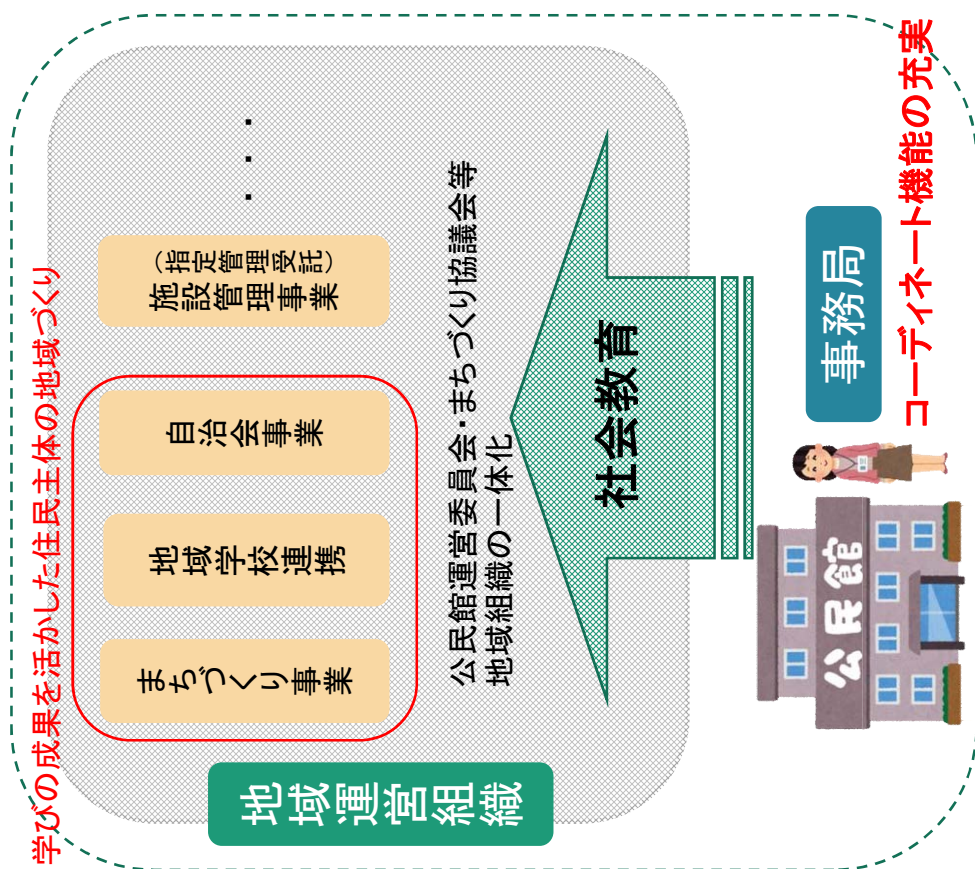 学びの成果を活かした住民主体の地域づくり
地域運営組織
まちづくり事業
地域学校連携
自治会事業
施設管理事業
（指定管理受託）
・・・
公民館運営委員会・まちづくり協議会等
地域組織の一体化
社会教育
公民館
事務局
コーディネート機能の充実